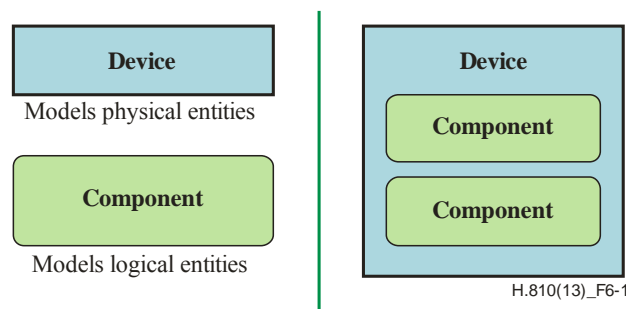 Device
Models physical entities
Component
Models logical entities
Device
Component
Component
H.810(13)_F6-1